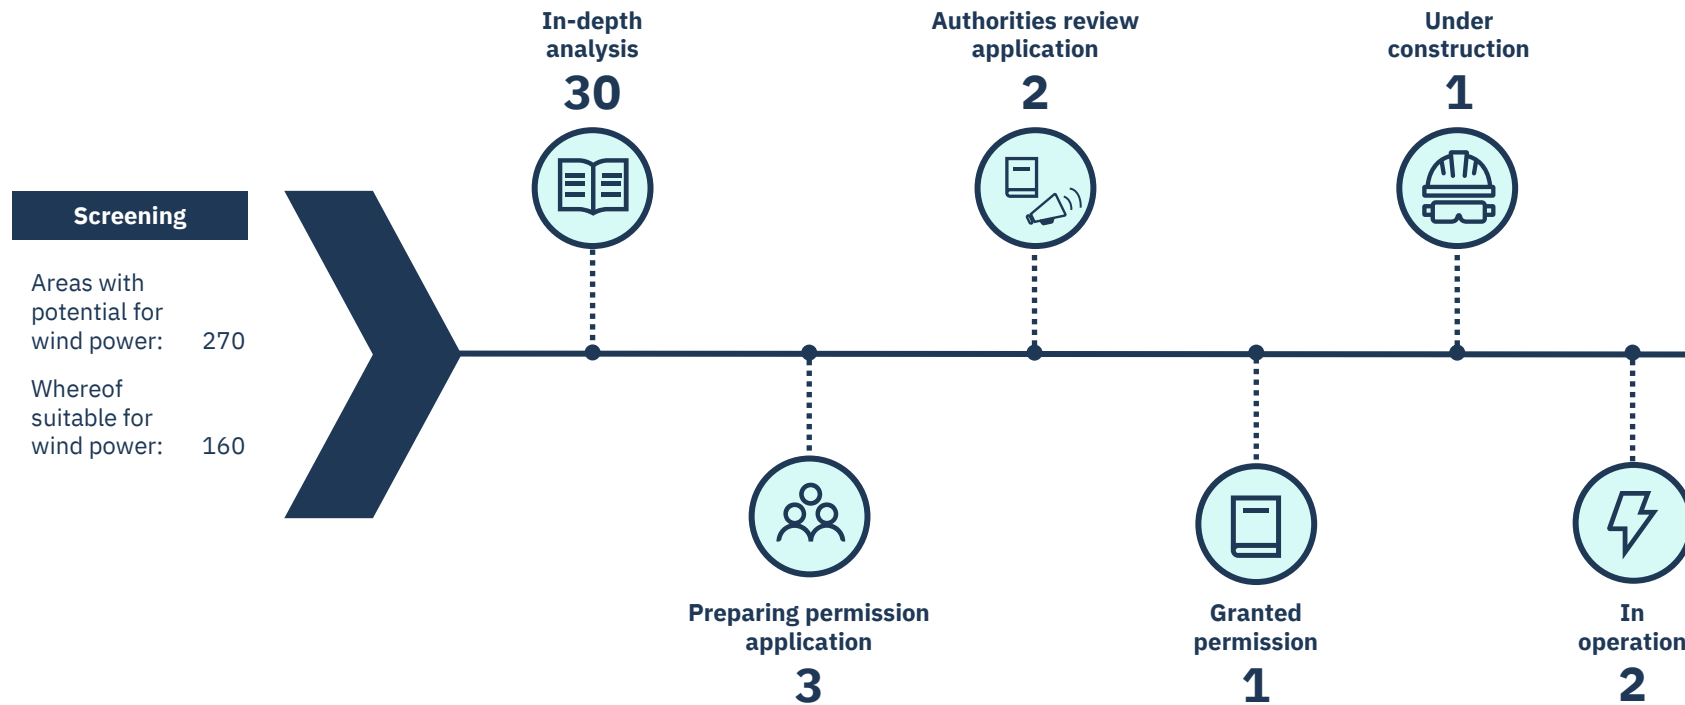 Screening
Areas with
potential for
wind power: 270
Whereof
suitable for
wind power: 160
In-depth
analysis
30
Preparing permission
application
3
Authorities review
application
2
Granted
permission
1
Under
construction
1
In
operation
2